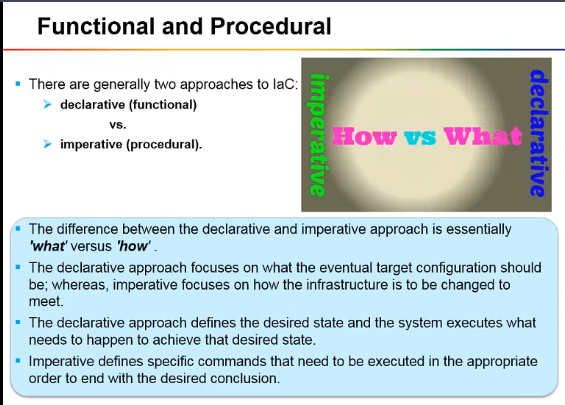 Functional and Procedural
There are generally two approaches to IaC:
declarative (functional)
vs.
imperative (procedural).
imperative
How vs What
declarative
The difference between the declarative and imperative approach is essentially
'what' versus 'how' .
The declarative approach focuses on what the eventual target configuration should
be; whereas, imperative focuses on how the infrastructure is to be changed to
meet.
The declarative approach defines the desired state and the system executes what
needs to happen to achieve that desired state.
Imperative defines specific commands that need to be executed in the appropriate
order to end with the desired conclusion.